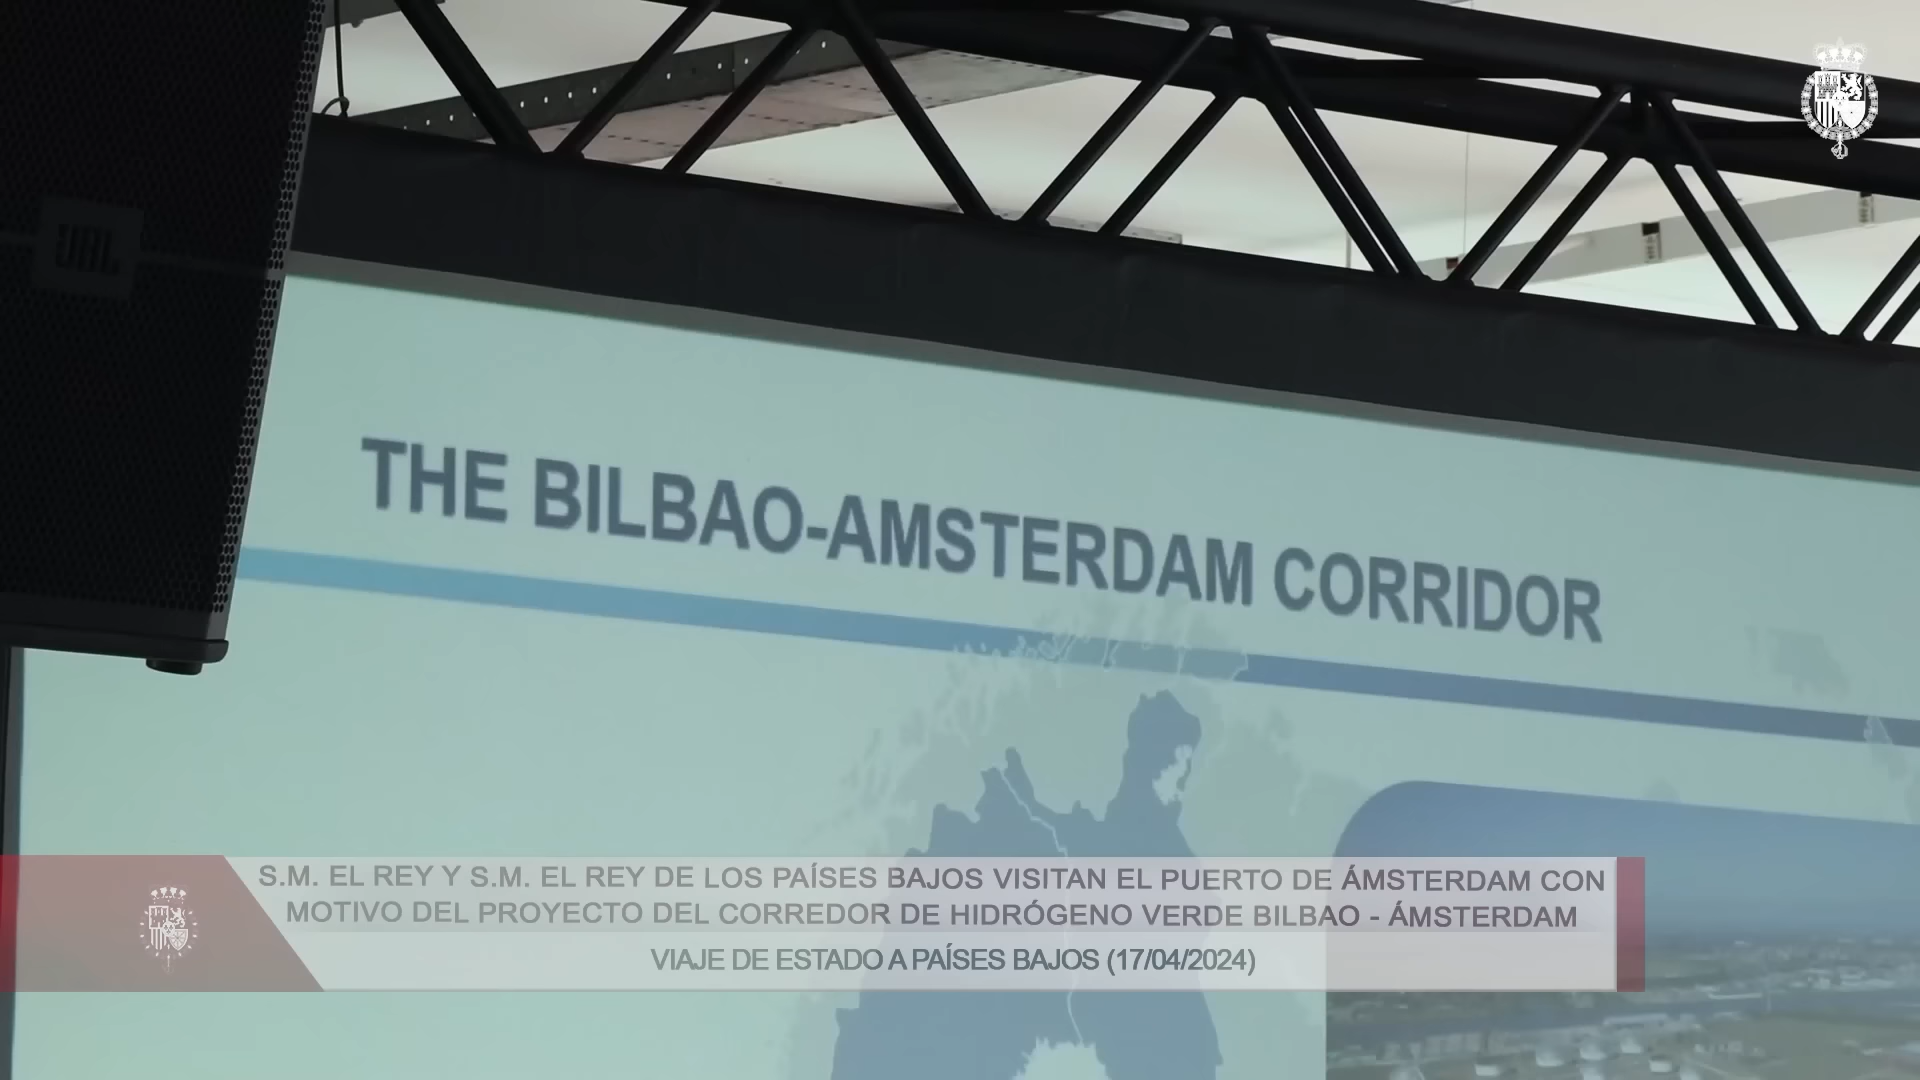 JBL
THE BILBAO-AMSTERDAM CORRIDOR
S.M. EL REY Y S.M. EL REY DE LOS PAÍSES BAJOS VISITAN EL PUERTO DE ÁMSTERDAM CON
MOTIVO DEL PROYECTO DEL CORREDOR DE HIDRÓGENO VERDE BILBAO - ÁMSTERDAM
VIAJE DE ESTADO A PAÍSES BAJOS (17/04/2024)